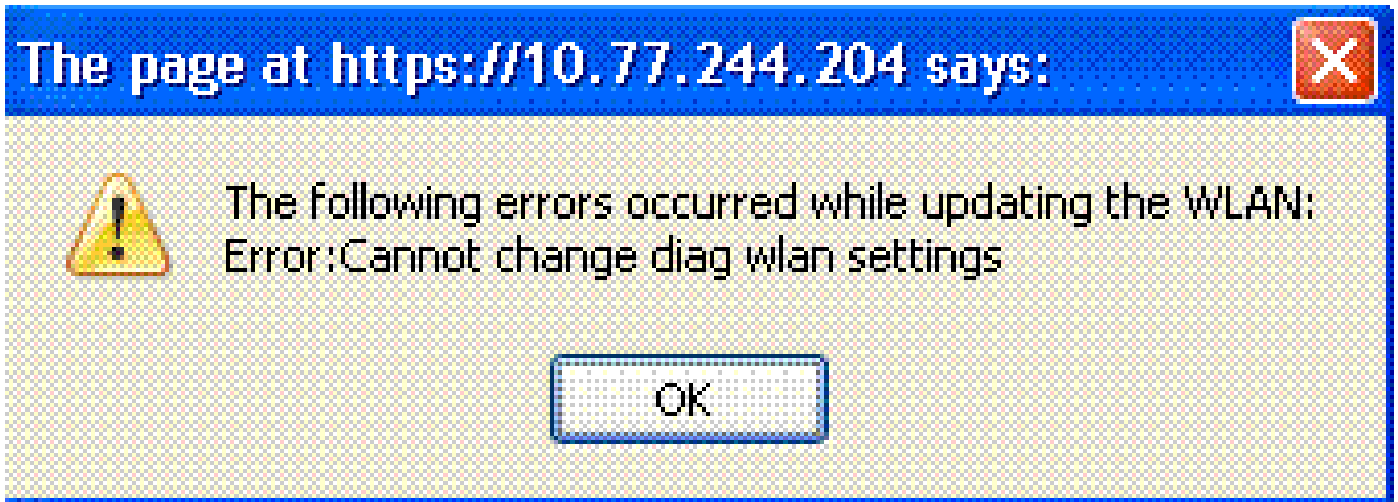 The page at https://10.77.244.204 says:
The following errors occurred while updating the WLAN:
Error:Cannot change diag wlan settings
OK